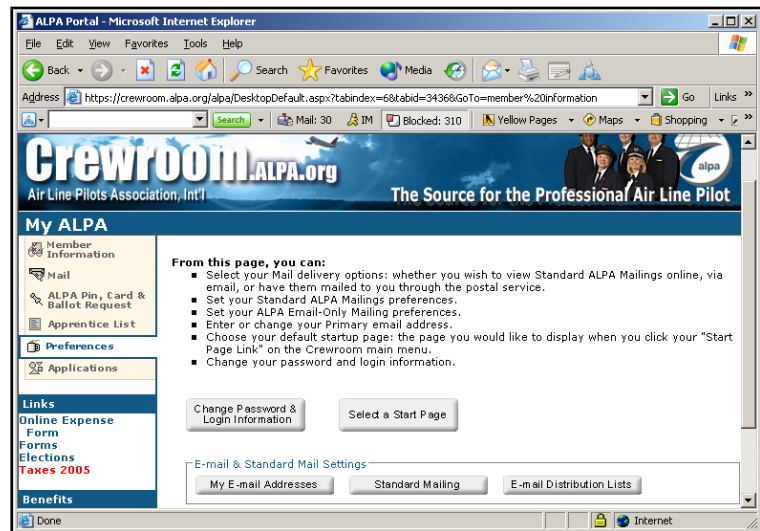 ALPA Portal - Microsoft Internet Explorer
File Edit View Favorites Tools Help
Back Search Favorites Media
Address https://crewroom.alpa.org/alpa/DesktopDefault.aspx?tabindex=6&tabid=3436&GoTo=member%20information Go Links »
Search Mail: 30 IM Blocked: 310 Yellow Pages Maps Shopping »
Crewroom.ALPA.org
alpa
Air Line Pilots Association, Int'l The Source for the Professional Air Line Pilot
My ALPA
Member
Information
Mail
ALPA Pin, Card &
Ballot Request
Apprentice List
Preferences
Applications
Links
Online Expense
Form
Forms
Elections
Taxes 2005
Benefits
From this page, you can:
Select your Mail delivery options: whether you wish to view Standard ALPA Mailings online, via
email, or have them mailed to you through the postal service.
Set your Standard ALPA Mailings preferences.
Set your ALPA Email-Only Mailing preferences.
Enter or change your Primary email address.
Choose your default startup page: the page you would like to display when you click your "Start
Page Link" on the Crewroom main menu.
Change your password and login information.
Change Password &
Login Information
Select a Start Page
E-mail & Standard Mail Settings
My E-mail Addresses Standard Mailing E-mail Distribution Lists
Done Internet